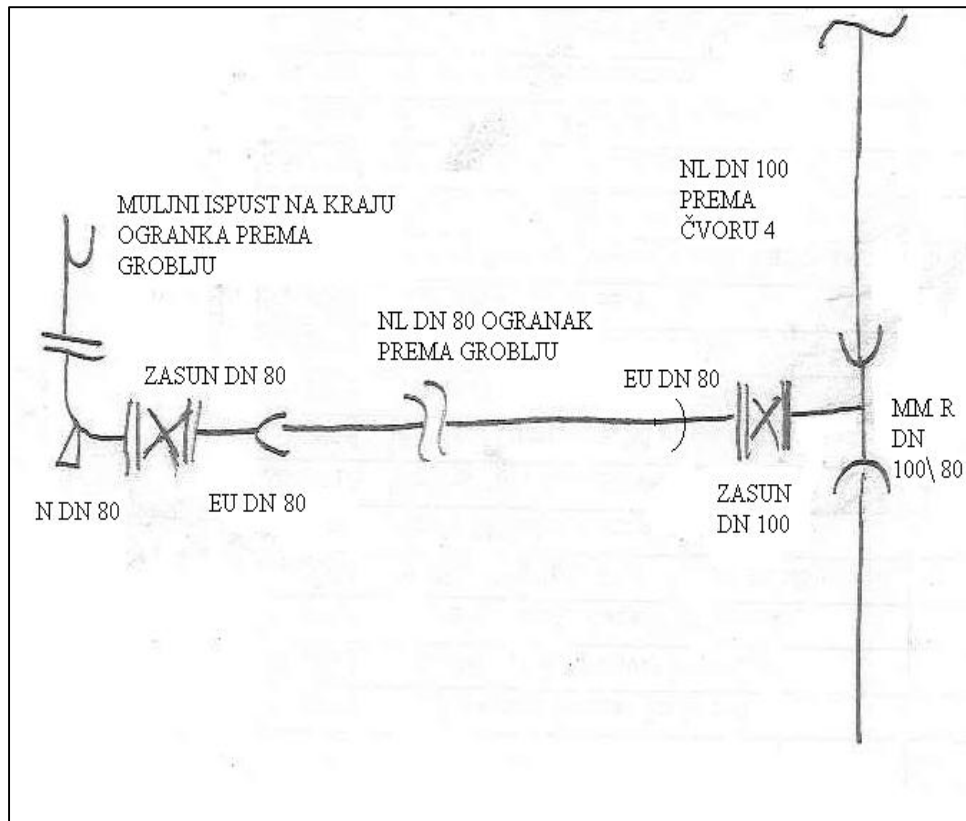 NL DN 100
PREMA
ČVORU 4
MULJNI ISPUST NA KRAJU
OGRANKA PREMA
GROBLJU
NL DN 80 OGRANAK
PREMA GROBLJU
ZASUN DN 80
EU DN 80
MM R
DN
100\ 80
N DN 80
EU DN 80
ZASUN
DN 100